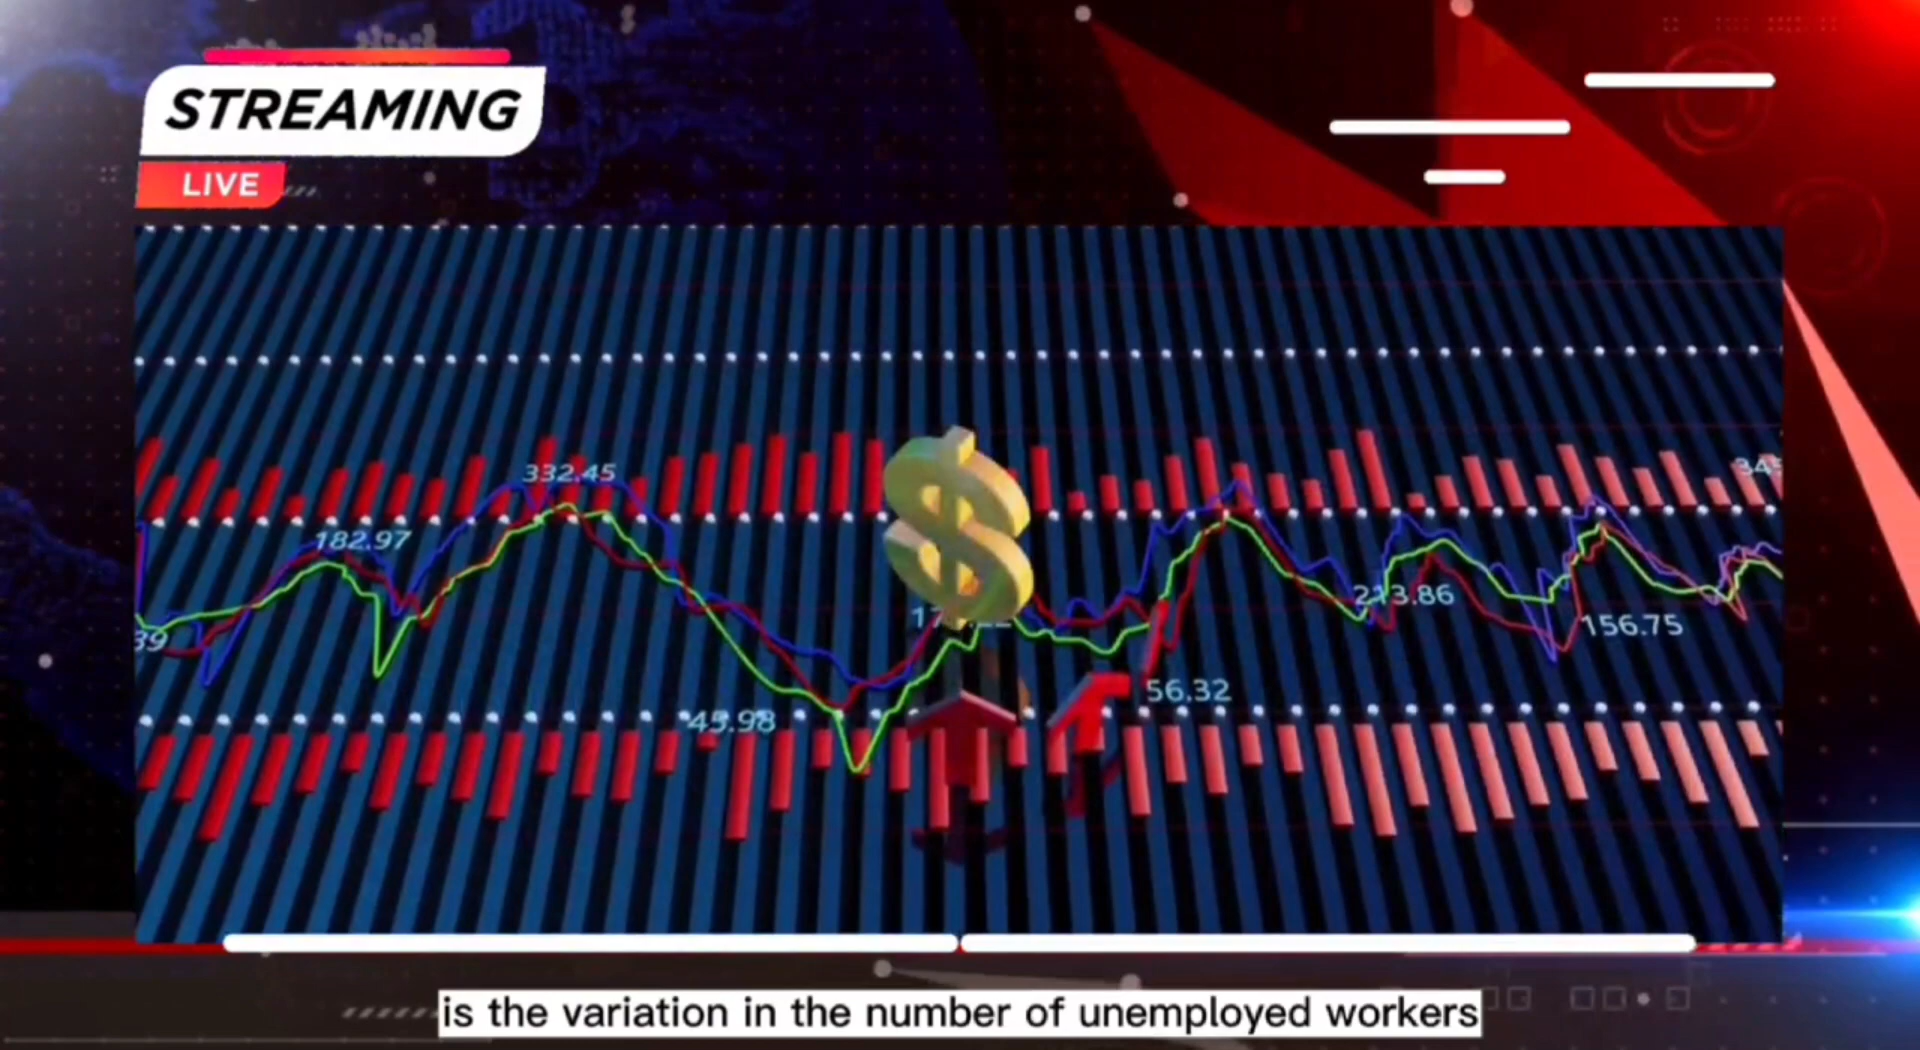 STREAMING
LIVE
332.45
182.97
213.86
156.75
56.32
45.98
is the variation in the number of unemployed workers